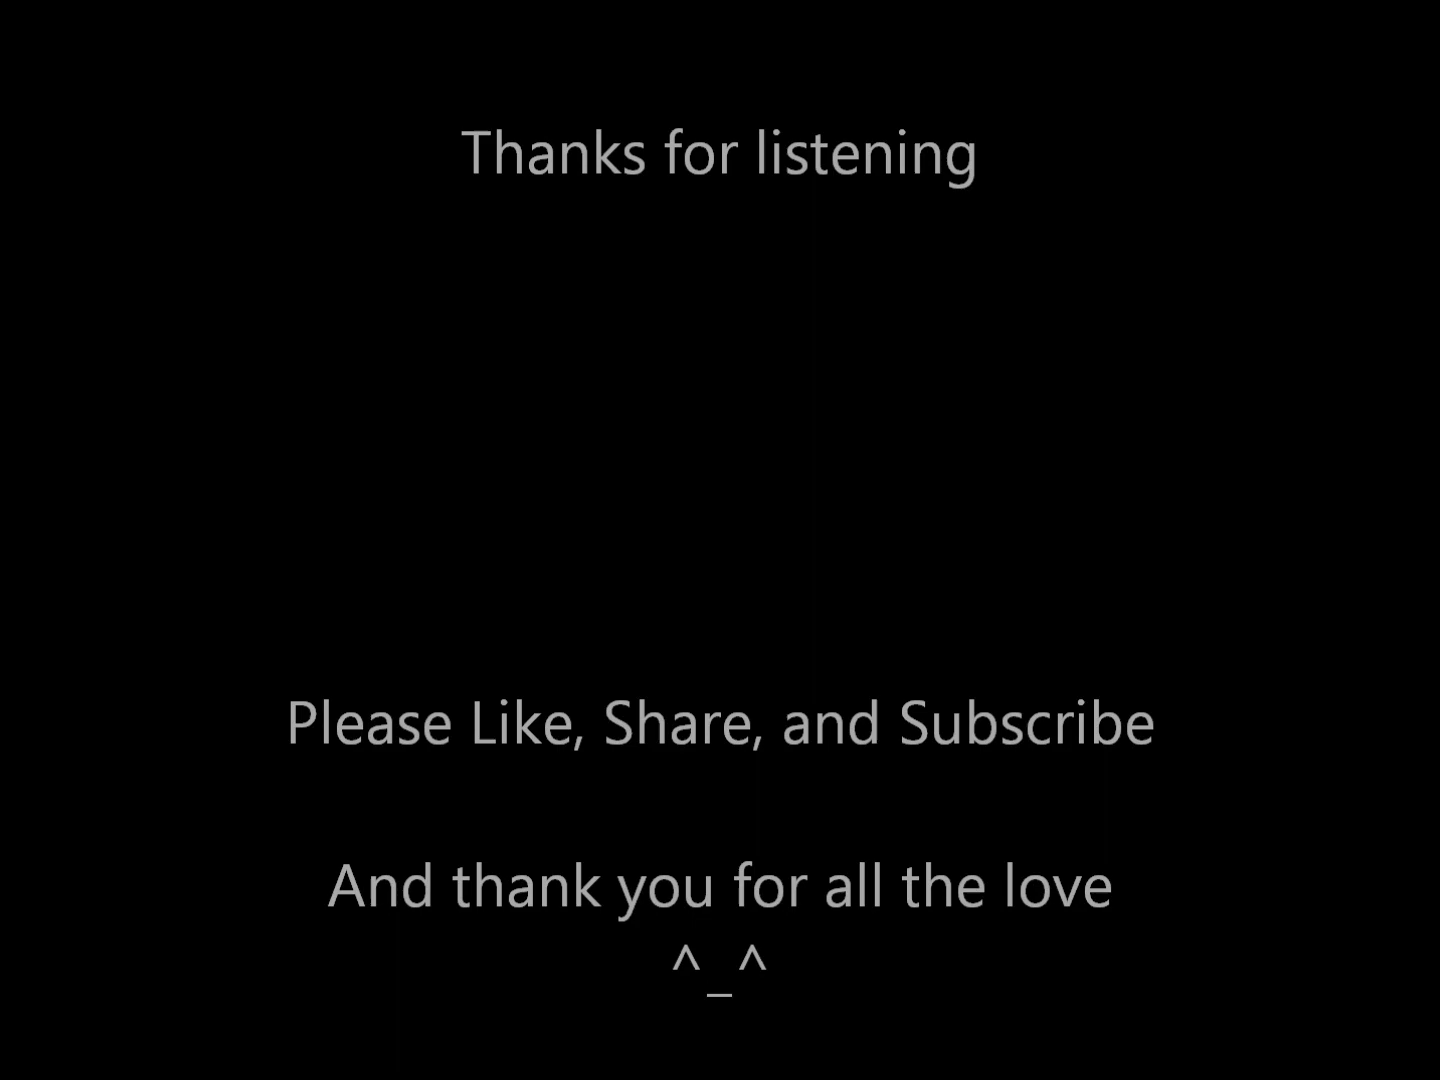 Thanks for listening
Please Like, Share, and Subscribe
And thank you for all the love
^_^